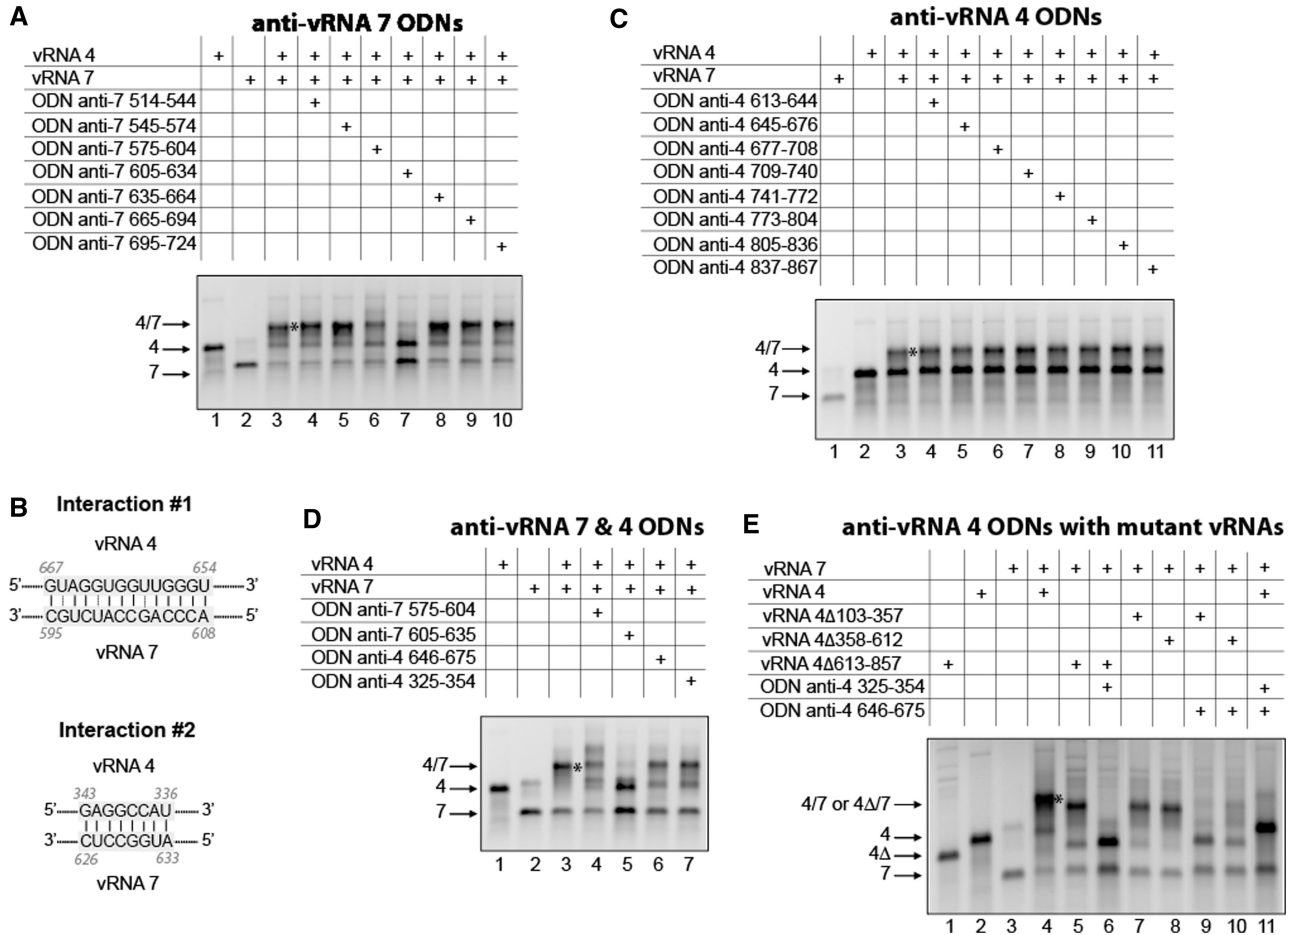 A
anti-vRNA 7 ODNs
vRNA 4 + + + + + + + + +
vRNA 7 + + + + + + + + +
ODN anti-7 514-544 +
ODN anti-7 545-574 +
ODN anti-7 575-604 +
ODN anti-7 605-634 +
ODN anti-7 635-664 +
ODN anti-7 665-694 +
ODN anti-7 695-724 +
4/7 *
4
7
1 2 3 4 5 6 7 8 9 10
C
anti-vRNA 4 ODNs
vRNA 4 + + + + + + + + + +
vRNA 7 + + + + + + + + + +
ODN anti-4 613-644 +
ODN anti-4 645-676 +
ODN anti-4 677-708 +
ODN anti-4 709-740 +
ODN anti-4 741-772 +
ODN anti-4 773-804 +
ODN anti-4 805-836 +
ODN anti-4 837-867 +
4/7 *
4
7
1 2 3 4 5 6 7 8 9 10 11
B
Interaction #1
vRNA 4
667 654
5' GUAGGUGGUUGGGU 3'
3' CGUCUACCGACCCA 5'
595 608
vRNA 7
Interaction #2
vRNA 4
343 336
5' GAGGCCAU 3'
3' CUCCGGUA 5'
626 633
vRNA 7
D
anti-vRNA 7 & 4 ODNs
vRNA 4 + + + + + +
vRNA 7 + + + + + +
ODN anti-7 575-604 +
ODN anti-7 605-635 +
ODN anti-4 646-675 +
ODN anti-4 325-354 +
4/7 *
4
7
1 2 3 4 5 6 7
E
anti-vRNA 4 ODNs with mutant vRNAs
vRNA 7 + + + + + + + + +
vRNA 4 + + +
vRNA 4Δ103-357 + +
vRNA 4Δ358-612 + +
vRNA 4Δ613-857 + + +
ODN anti-4 325-354 + +
ODN anti-4 646-675 + + +
4/7 or 4Δ/7 *
4
4Δ
7
1 2 3 4 5 6 7 8 9 10 11